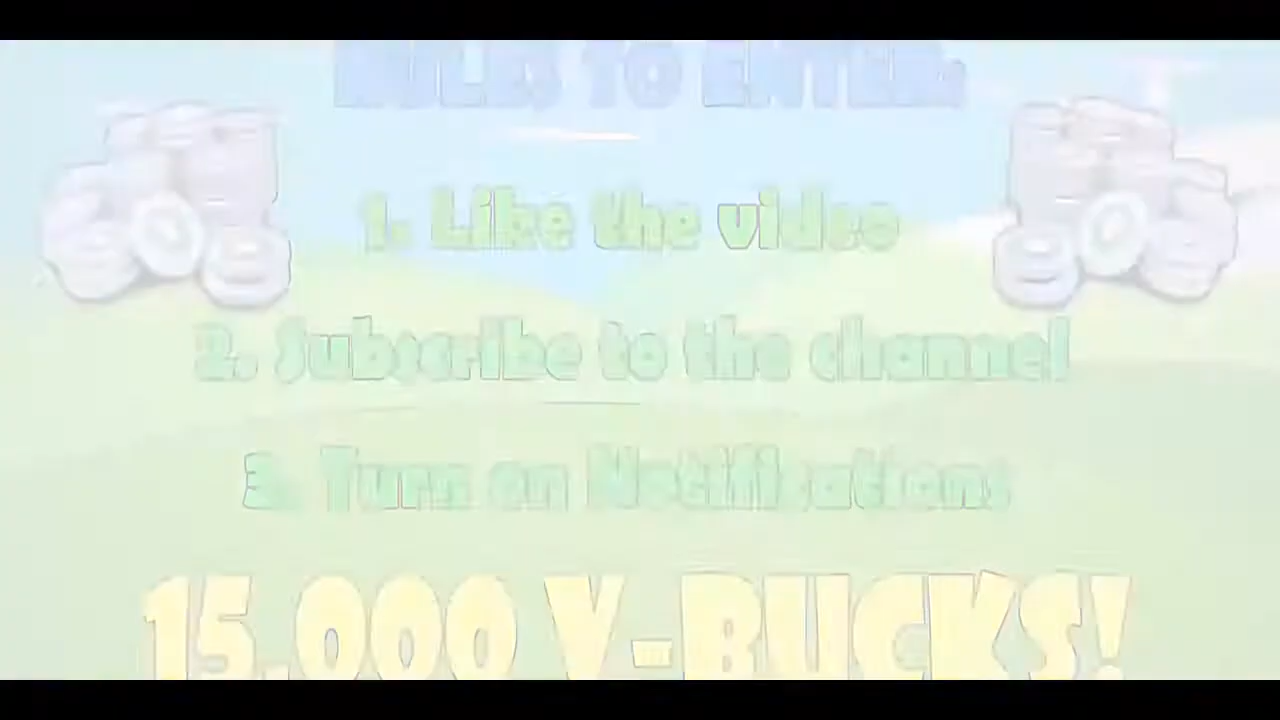 RULES TO ENTER:
1. Like the video
2. Subscribe to the channel
3. Turn on Notifications
15,000 V-BUCKS!